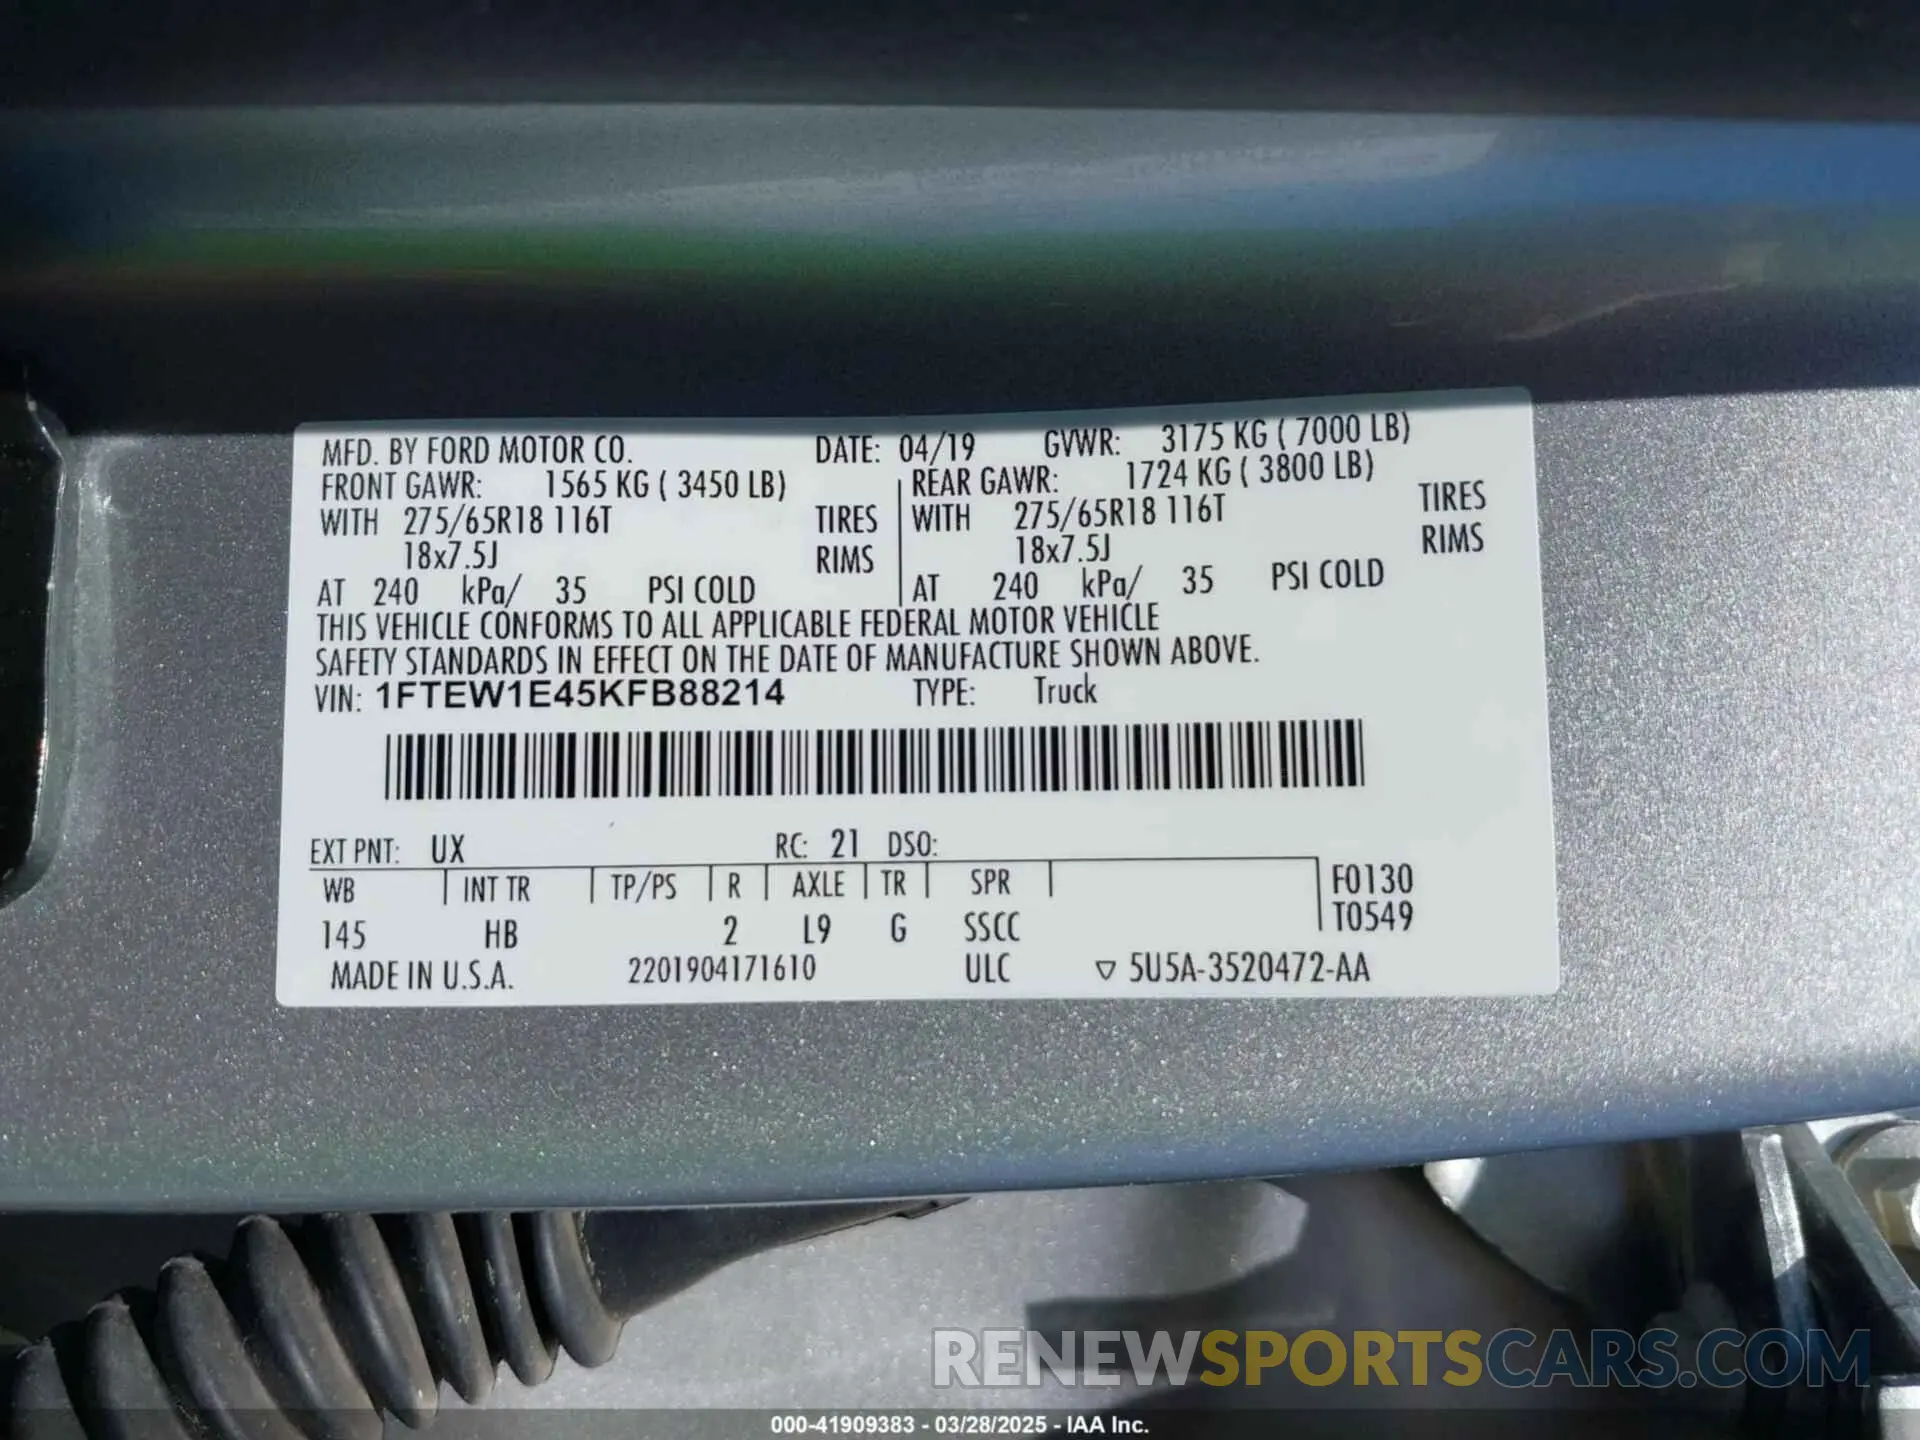 MFD. BY FORD MOTOR CO. DATE: 04/19 GVWR: 3175 KG ( 7000 LB)
FRONT GAWR: 1565 KG ( 3450 LB) REAR GAWR: 1724 KG ( 3800 LB)
WITH 275/65R18 116T TIRES WITH 275/65R18 116T TIRES
18x7.5J RIMS 18x7.5J RIMS
AT 240 kPa/ 35 PSI COLD AT 240 kPa/ 35 PSI COLD
THIS VEHICLE CONFORMS TO ALL APPLICABLE FEDERAL MOTOR VEHICLE
SAFETY STANDARDS IN EFFECT ON THE DATE OF MANUFACTURE SHOWN ABOVE.
VIN: 1FTEW1E45KFB88214 TYPE: Truck
EXT PNT: UX RC: 21 DSO:
WB INT TR TP/PS R AXLE TR SPR F0130
145 HB 2 L9 G SSCC T0549
MADE IN U.S.A. 2201904171610 ULC ▽ 5U5A-3520472-AA
RENEWSPORTSCARS.COM
000-41909383 - 03/28/2025 - IAA Inc.